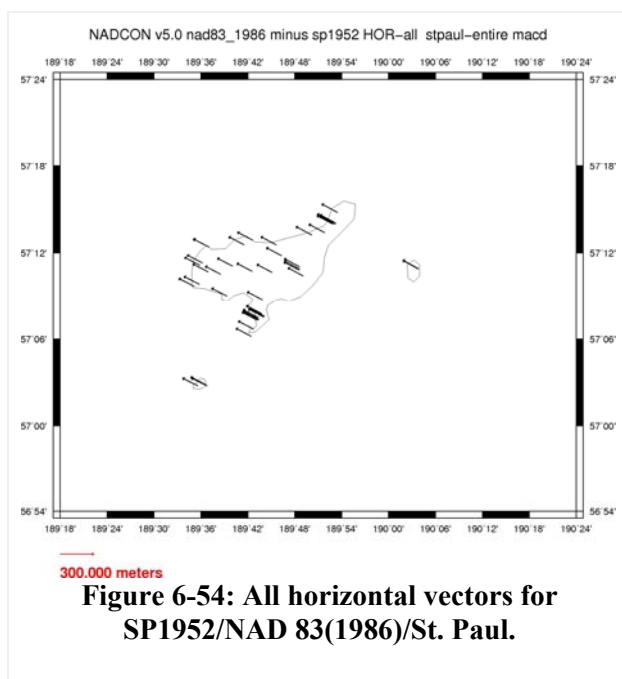 NADCON v5.0 nad83_1986 minus sp1952 HOR−all stpaul−entire macd
189˚18' 189˚24' 189˚30' 189˚36' 189˚42' 189˚48' 189˚54' 190˚00' 190˚06' 190˚12' 190˚18' 190˚24'
57˚24' 57˚24'
57˚18' 57˚18'
57˚12' 57˚12'
57˚06' 57˚06'
57˚00' 57˚00'
56˚54' 56˚54'
189˚18' 189˚24' 189˚30' 189˚36' 189˚42' 189˚48' 189˚54' 190˚00' 190˚06' 190˚12' 190˚18' 190˚24'
300.000 meters
Figure 6-54: All horizontal vectors for
SP1952/NAD 83(1986)/St. Paul.